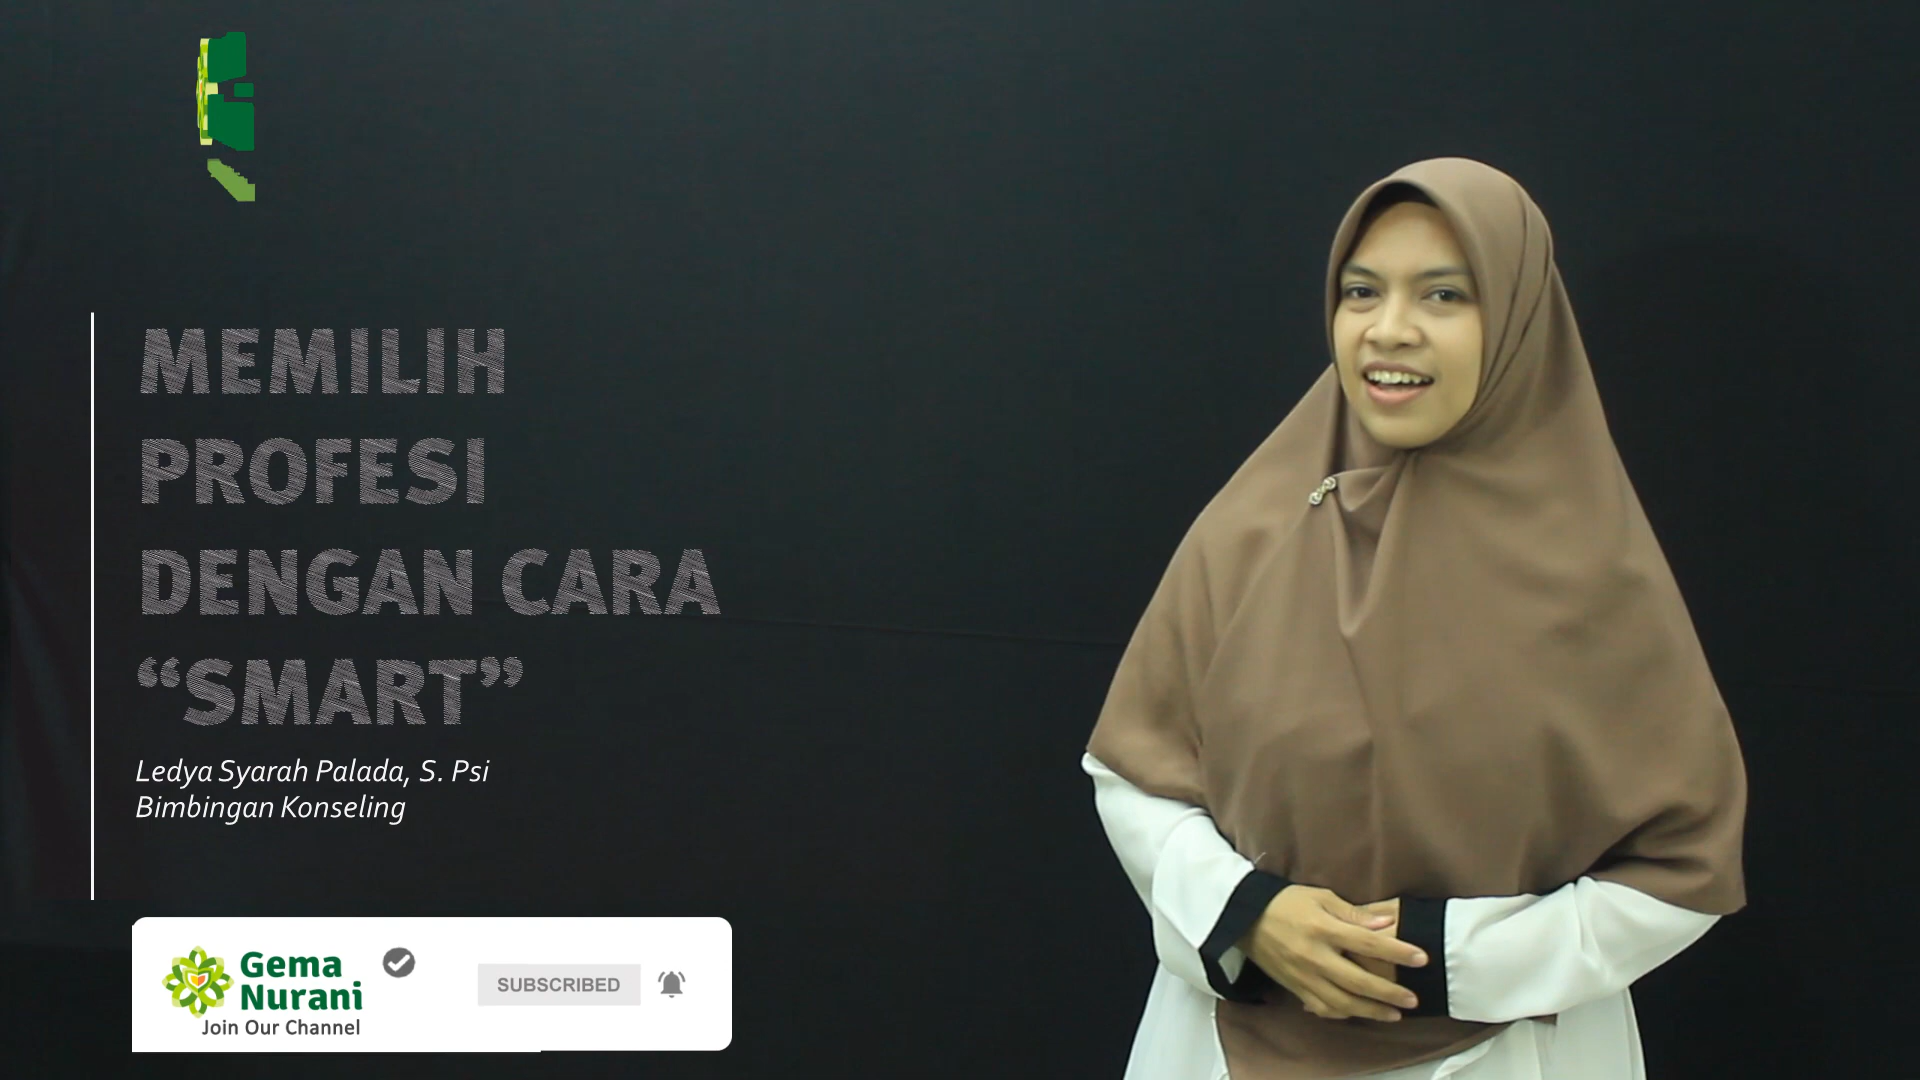 MEMILIH
PROFESI
DENGAN CARA
“SMART”
Ledya Syarah Palada, S. Psi
Bimbingan Konseling
Gema
Nurani
Join Our Channel
SUBSCRIBED